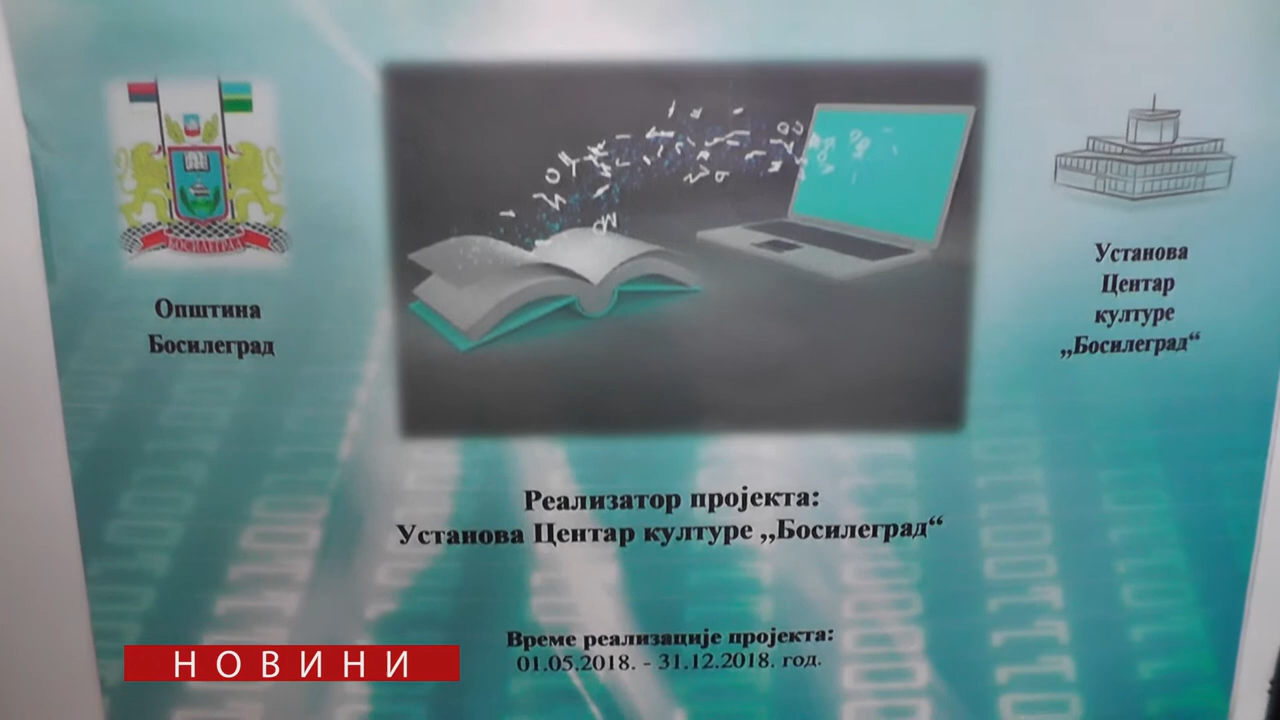 БОСИЛЕГРАД
Општина
Босилеград
Установа
Центар
културе
„Босилеград“
Реализатор пројекта:
Установа Центар културе „Босилеград“
Време реализације пројекта:
01.05.2018. - 31.12.2018. год.
НОВИНИ